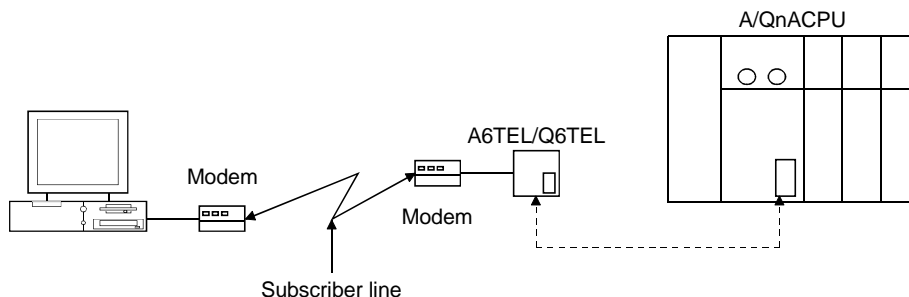 A/QnACPU
A6TEL/Q6TEL
Modem
Modem
Subscriber line